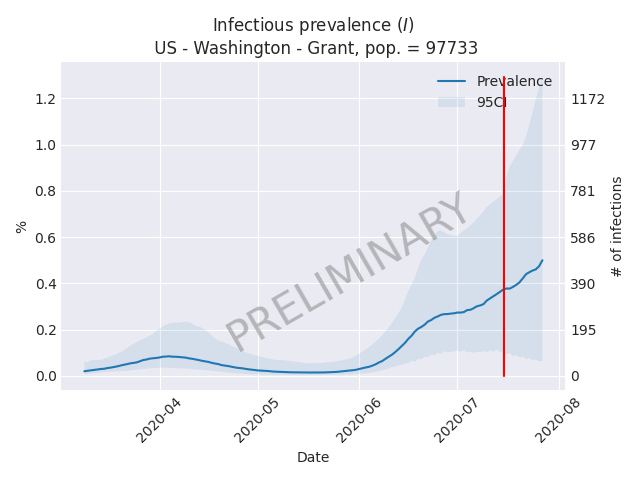 Infectious prevalence (I)
US - Washington - Grant, pop. = 97733
Prevalence
95CI
1.2
1.0
0.8
0.6
0.4
0.2
0.0
%
1172
977
781
586
390
195
0
# of infections
PRELIMINARY
2020-04
2020-05
2020-06
2020-07
2020-08
Date